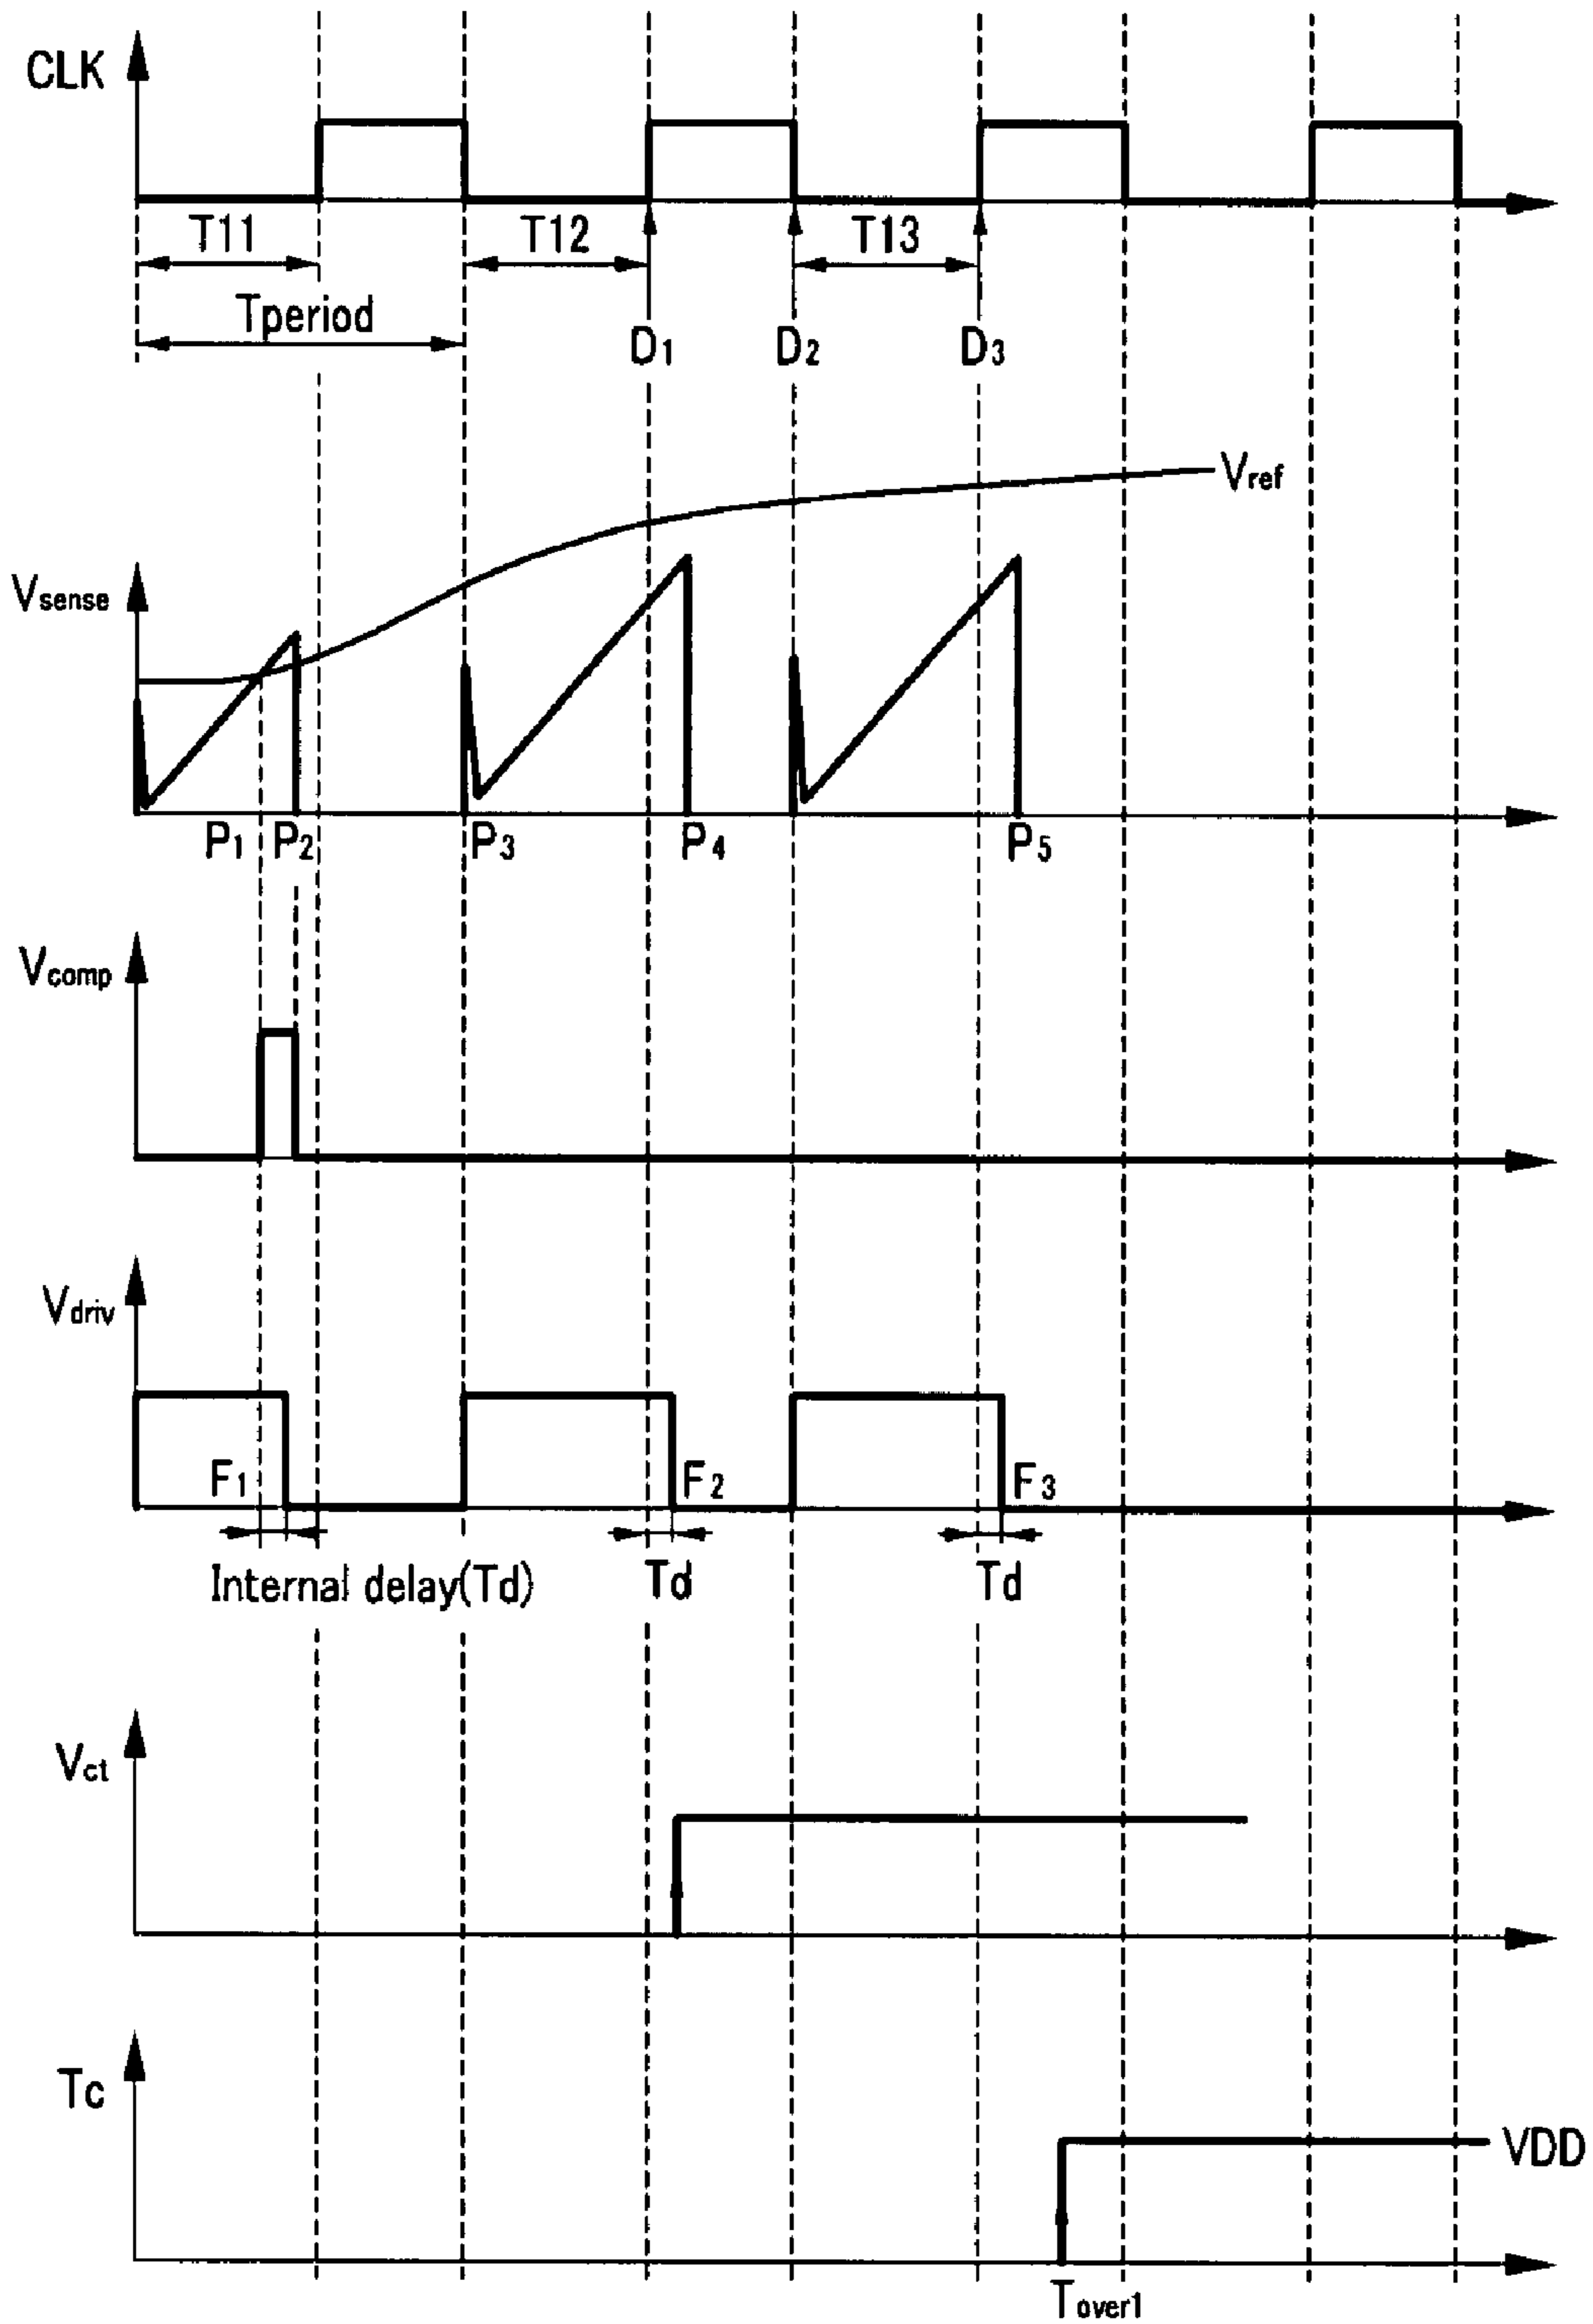 CLK
T11 T12 T13
Tperiod
D1 D2 D3
Vref
Vsense
P1 P2 P3 P4 P5
Vcomp
Vdriv
F1 F2 F3
Internal delay(Td) Td Td
Vct
Tc
VDD
Tover1